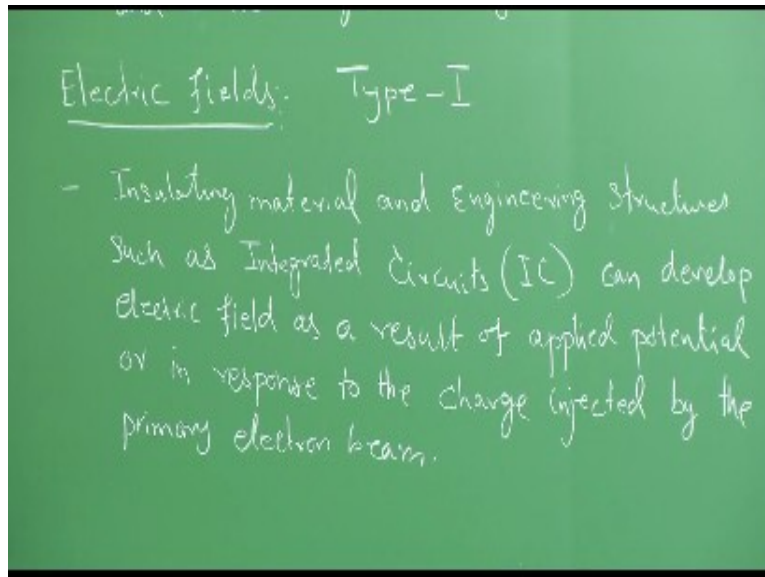 Electric fields: Type-I
- Insulating material and Engineering structures
Such as Integrated Circuits (IC) can develop
electric field as a result of applied potential
or in response to the charge injected by the
primary electron beam.